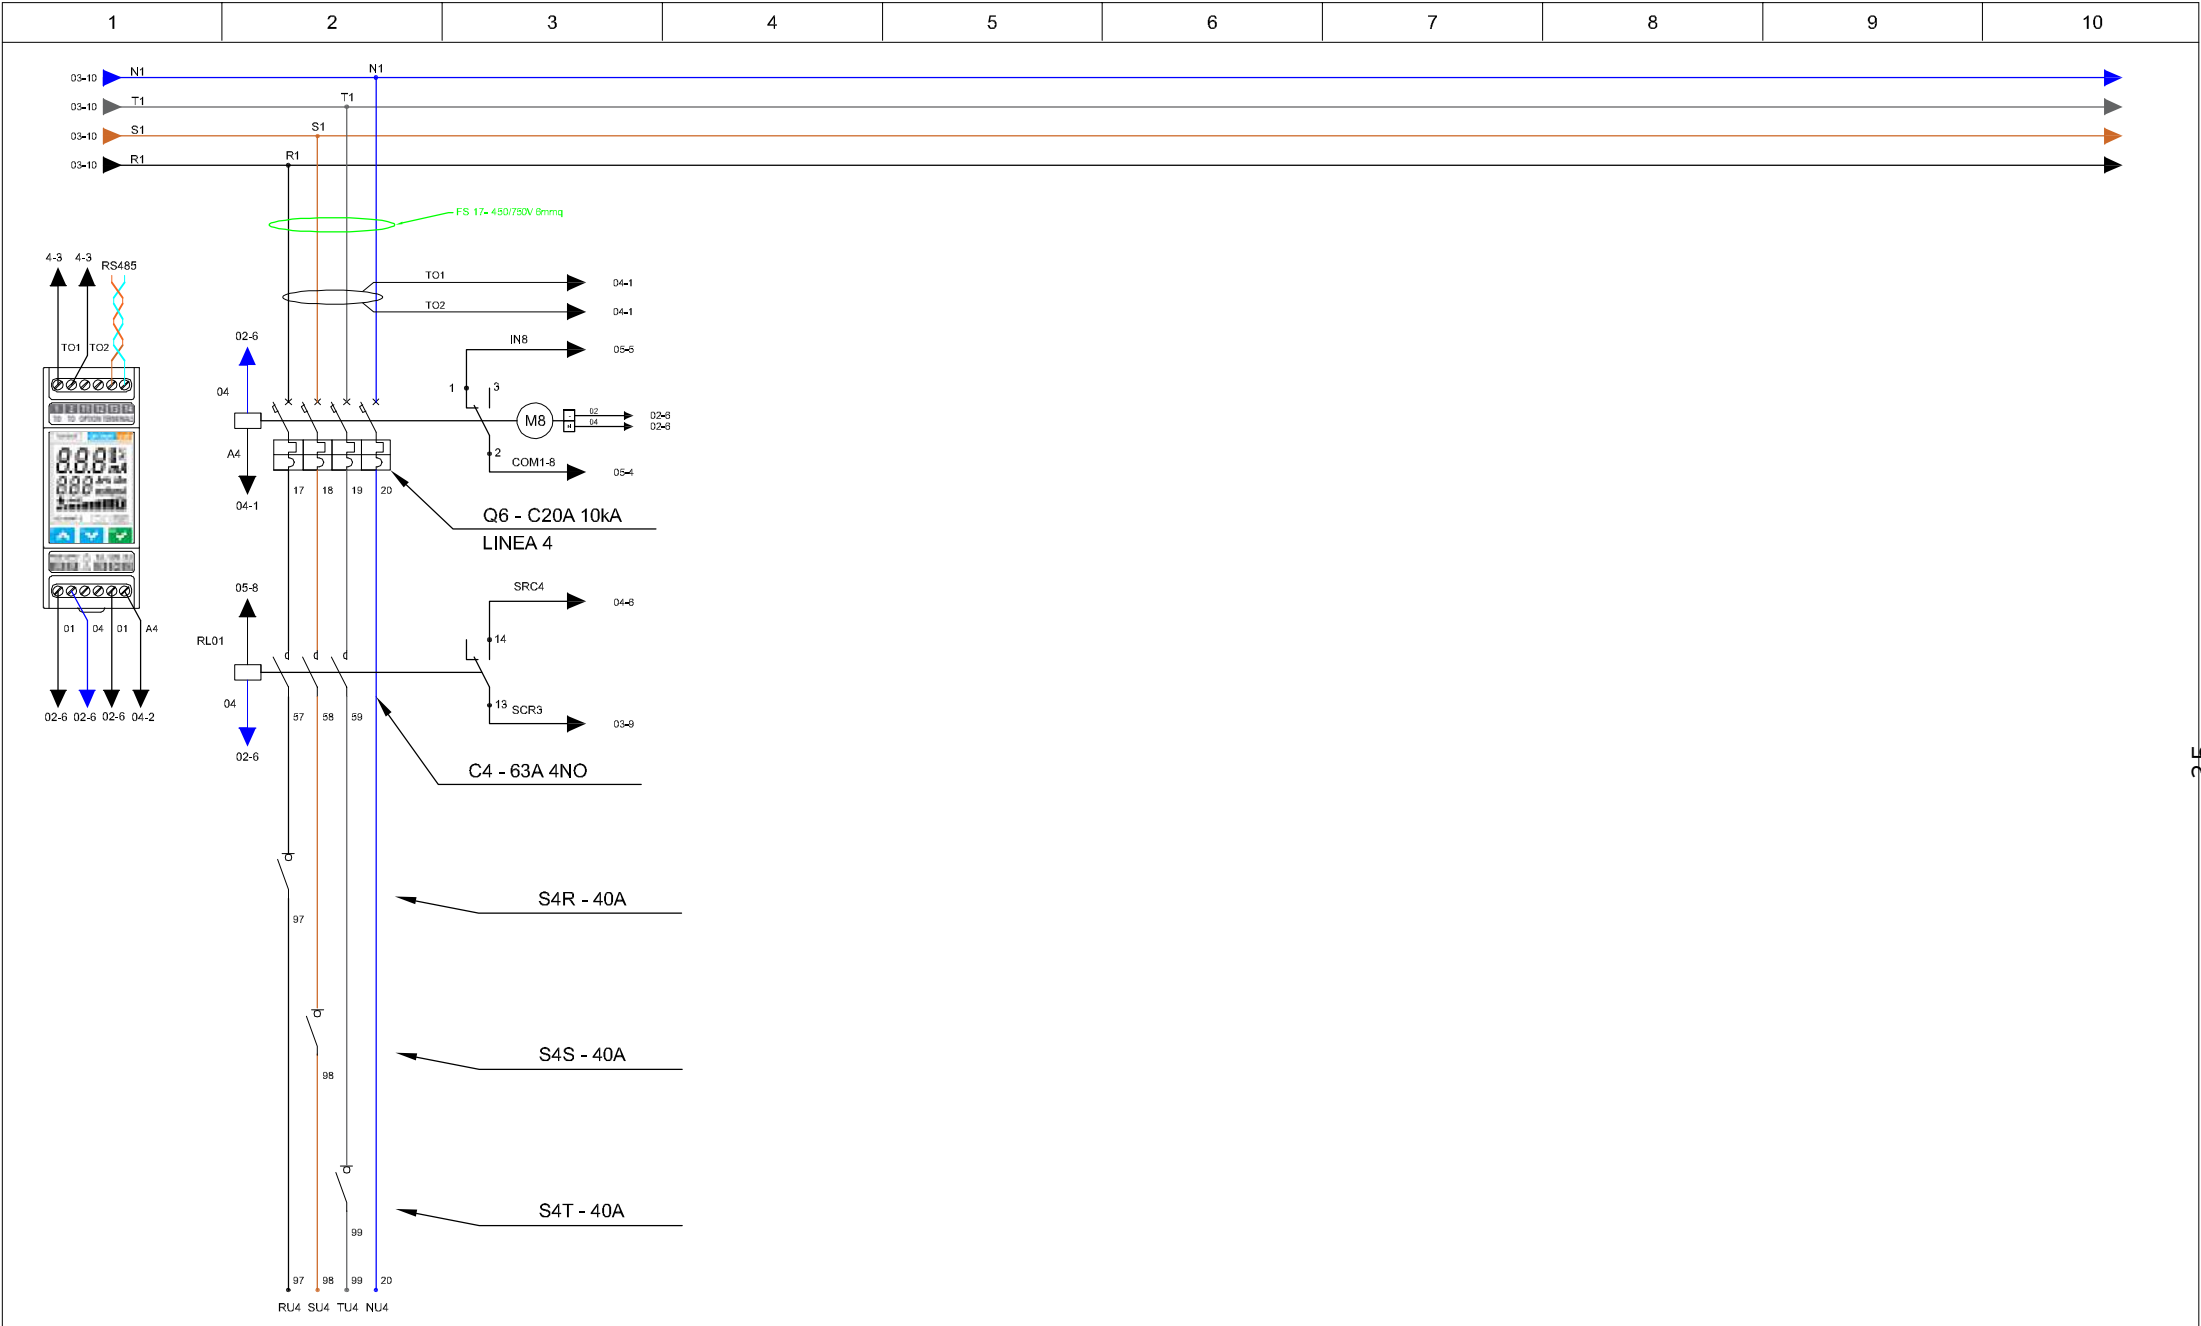 1 2 3 4 5 6 7 8 9 10
03-10 N1 N1
03-10 T1 T1
03-10 S1 S1
03-10 R1 R1
FS 17- 450/750V 6mmq
4-3 4-3 RS485
TO1 04-1
TO2 04-1
TO1 TO2
02-6
IN8 05-5
04
1 3
M8
- 02 02-6
04 02-6
A4
2
COM1-8 05-4
04-1
17 18 19 20
Q6 - C20A 10kA
LINEA 4
05-8
SRC4 04-6
01 04 01 A4
RL01
14
04
13
SCR3 03-9
57 58 59
02-6 02-6 02-6 04-2
02-6
C4 - 63A 4NO
S4R - 40A
97
S4S - 40A
98
S4T - 40A
99
97 98 99 20
RU4 SU4 TU4 NU4